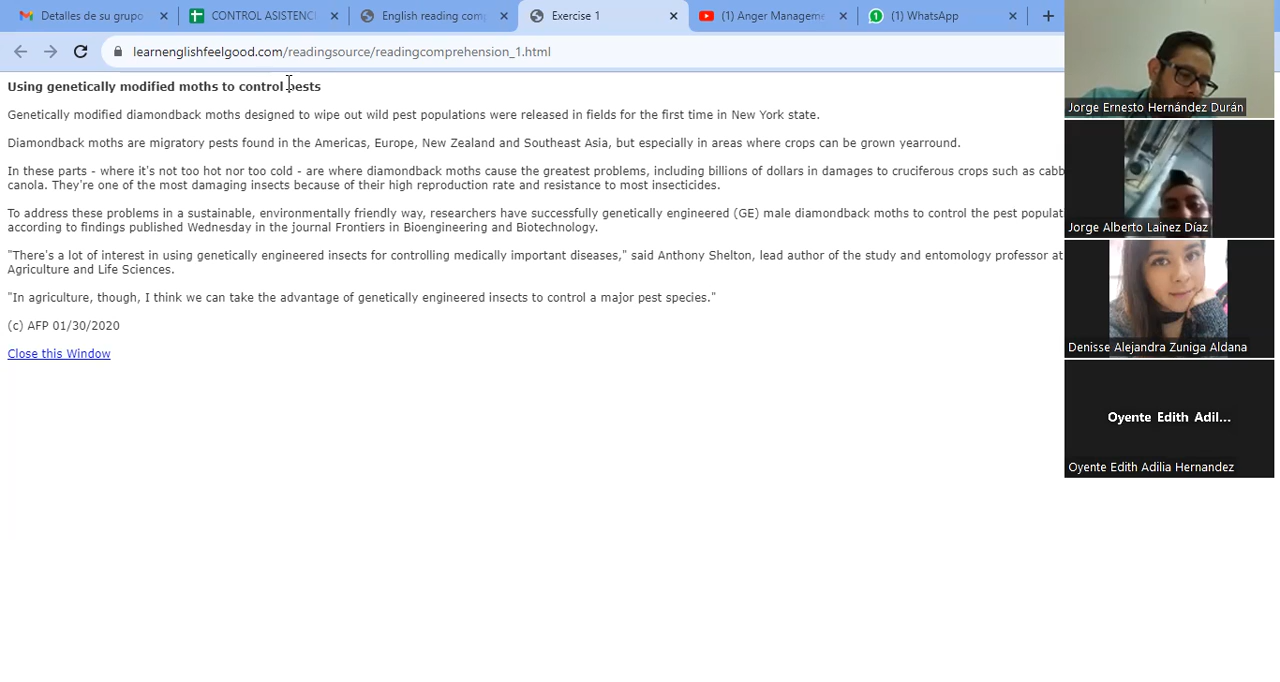 Detalles de su grupo
CONTROL ASISTENCI
English reading com
Exercise 1
(1) Anger Manageme
(1) WhatsApp
learnenglishfeelgood.com/readingsource/readingcomprehension_1.html
Using genetically modified moths to control pests
Genetically modified diamondback moths designed to wipe out wild pest populations were released in fields for the first time in New York state.
Diamondback moths are migratory pests found in the Americas, Europe, New Zealand and Southeast Asia, but especially in areas where crops can be grown yearround.
In these parts - where it's not too hot nor too cold - are where diamondback moths cause the greatest problems, including billions of dollars in damages to cruciferous crops such as cabb
canola. They're one of the most damaging insects because of their high reproduction rate and resistance to most insecticides.
To address these problems in a sustainable, environmentally friendly way, researchers have successfully genetically engineered (GE) male diamondback moths to control the pest populat
according to findings published Wednesday in the journal Frontiers in Bioengineering and Biotechnology.
"There's a lot of interest in using genetically engineered insects for controlling medically important diseases," said Anthony Shelton, lead author of the study and entomology professor at
Agriculture and Life Sciences.
"In agriculture, though, I think we can take the advantage of genetically engineered insects to control a major pest species."
(c) AFP 01/30/2020
Close this Window
Jorge Ernesto Hernández Durán
Jorge Alberto Laínez Díaz
Denisse Alejandra Zuniga Aldana
Oyente Edith Adil...
Oyente Edith Adilia Hernandez